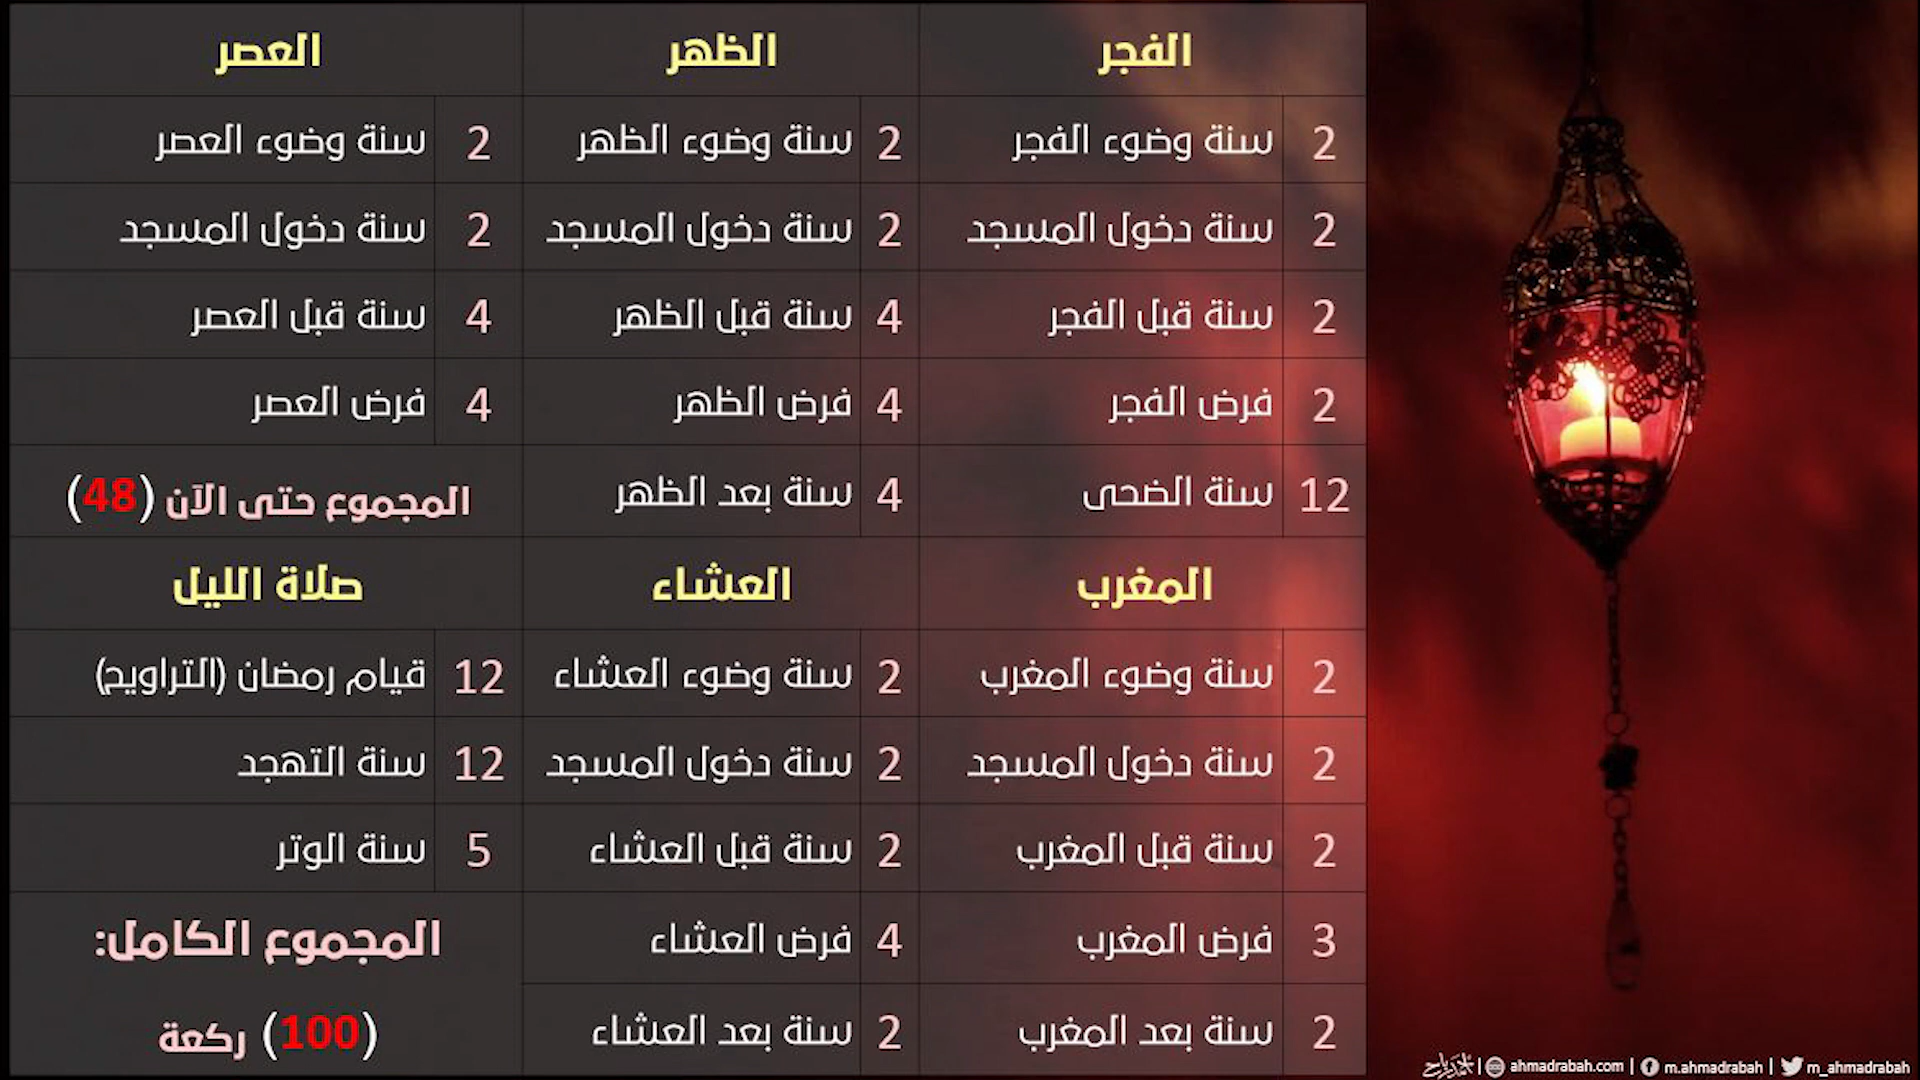 الفجر
2 سنة وضوء الفجر
2 سنة دخول المسجد
2 سنة قبل الفجر
2 فرض الفجر
12 سنة الضحى
الظهر
2 سنة وضوء الظهر
2 سنة دخول المسجد
4 سنة قبل الظهر
4 فرض الظهر
4 سنة بعد الظهر
العصر
2 سنة وضوء العصر
2 سنة دخول المسجد
4 سنة قبل العصر
4 فرض العصر
المجموع حتى الآن (48)
المغرب
2 سنة وضوء المغرب
2 سنة دخول المسجد
2 سنة قبل المغرب
3 فرض المغرب
2 سنة بعد المغرب
العشاء
2 سنة وضوء العشاء
2 سنة دخول المسجد
2 سنة قبل العشاء
4 فرض العشاء
2 سنة بعد العشاء
صلاة الليل
12 قيام رمضان (التراويح)
12 سنة التهجد
5 سنة الوتر
المجموع الكامل:
(100) ركعة
| ahmadrabah.com | m.ahmadrabah | m_ahmadrabah